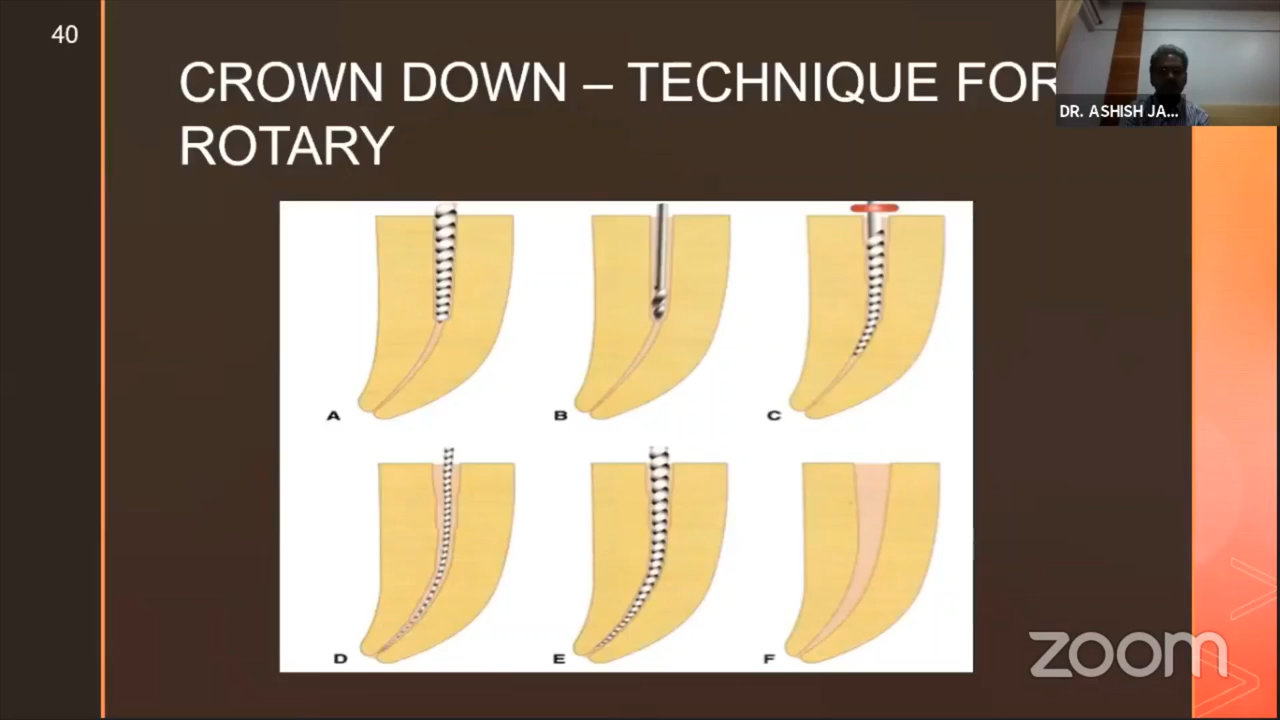 40
CROWN DOWN – TECHNIQUE FOR
ROTARY
DR. ASHISH JA...
A
B
C
D
E
F
zoom